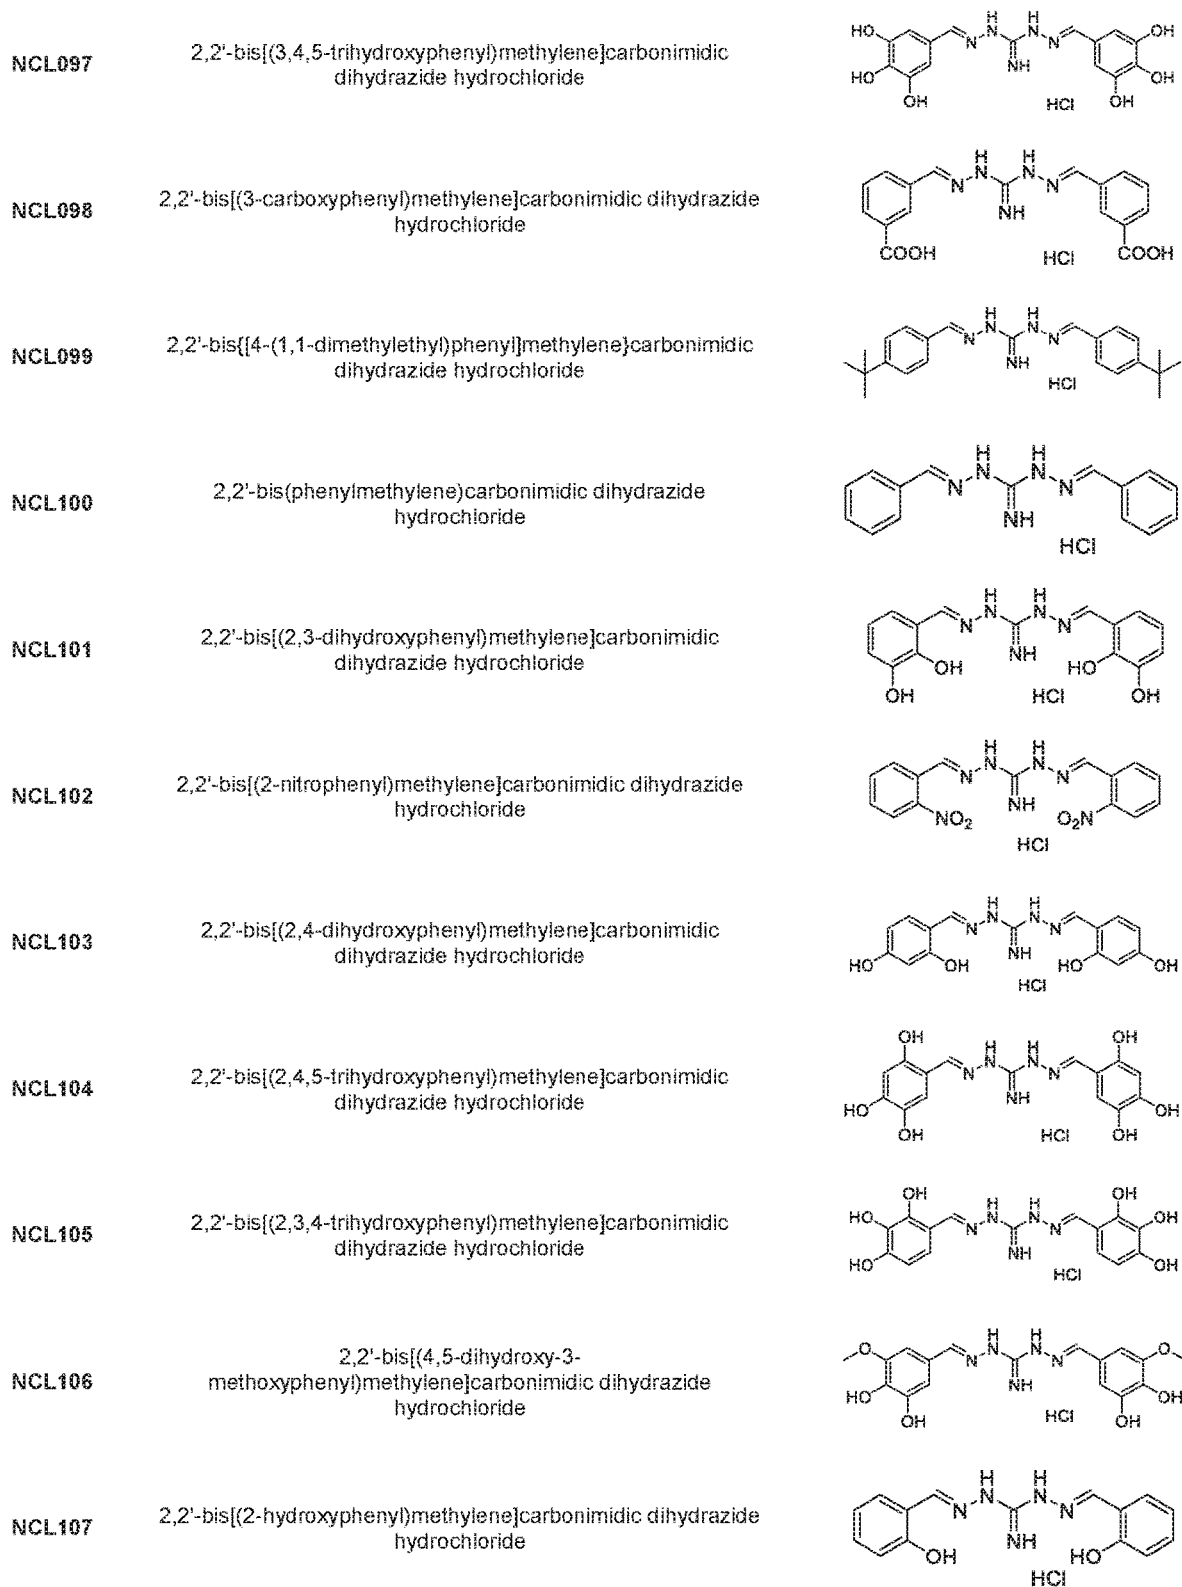 NCL097
2,2'-bis[(3,4,5-trihydroxyphenyl)methylene]carbonimidic
dihydrazide hydrochloride
H H
HO N N OH
N N
HO NH OH
OH HCl OH
NCL098
2,2'-bis[(3-carboxyphenyl)methylene]carbonimidic dihydrazide
hydrochloride
H H
N N
N N
NH
COOH HCl COOH
NCL099
2,2'-bis{[4-(1,1-dimethylethyl)phenyl]methylene}carbonimidic
dihydrazide hydrochloride
H H
N N
N N
NH
HCl
NCL100
2,2'-bis(phenylmethylene)carbonimidic dihydrazide
hydrochloride
H H
N N
N N
NH
HCl
NCL101
2,2'-bis[(2,3-dihydroxyphenyl)methylene]carbonimidic
dihydrazide hydrochloride
H H
N N
N N
NH
OH HO
OH HCl OH
NCL102
2,2'-bis[(2-nitrophenyl)methylene]carbonimidic dihydrazide
hydrochloride
H H
N N
N N
NH
NO2 O2N
HCl
NCL103
2,2'-bis[(2,4-dihydroxyphenyl)methylene]carbonimidic
dihydrazide hydrochloride
H H
N N
N N
NH
HO OH HO OH
HCl
NCL104
2,2'-bis[(2,4,5-trihydroxyphenyl)methylene]carbonimidic
dihydrazide hydrochloride
OH H H OH
N N
N N
NH
HO OH
OH HCl OH
NCL105
2,2'-bis[(2,3,4-trihydroxyphenyl)methylene]carbonimidic
dihydrazide hydrochloride
OH H H OH
HO N N OH
N N
NH
HO HCl OH
NCL106
2,2'-bis[(4,5-dihydroxy-3-
methoxyphenyl)methylene]carbonimidic dihydrazide
hydrochloride
H H
O N N O
N N
HO NH OH
OH HCl OH
NCL107
2,2'-bis[(2-hydroxyphenyl)methylene]carbonimidic dihydrazide
hydrochloride
H H
N N
N N
NH
OH HO
HCl